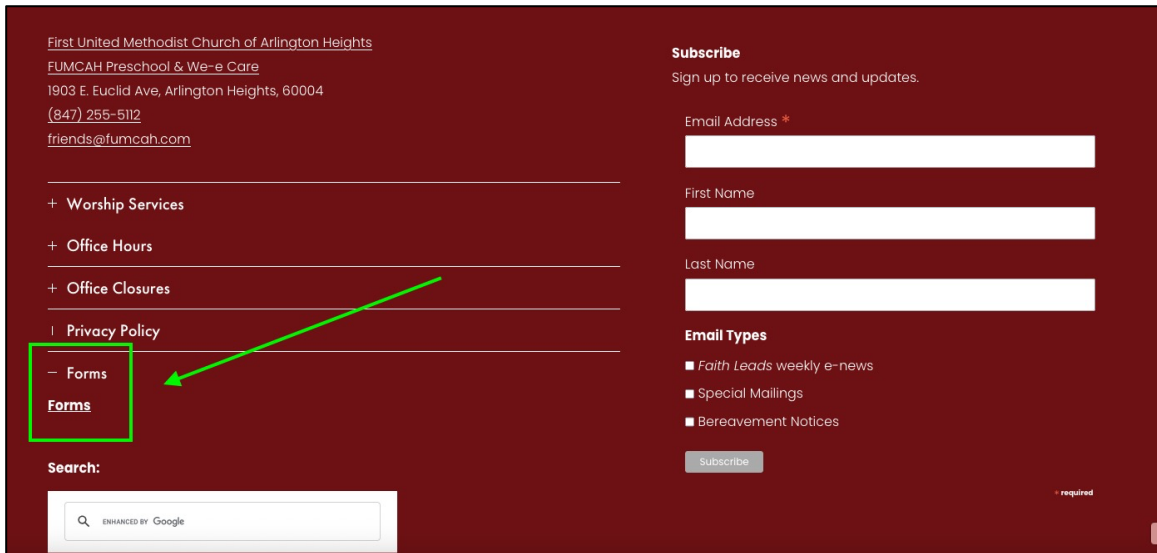 First United Methodist Church of Arlington Heights
FUMCAH Preschool & We-e Care
1903 E. Euclid Ave, Arlington Heights, 60004
(847) 255-5112
friends@fumcah.com
+ Worship Services
+ Office Hours
+ Office Closures
Privacy Policy
– Forms
Forms
Search:
ENHANCED BY Google
Subscribe
Sign up to receive news and updates.
Email Address *
First Name
Last Name
Email Types
Faith Leads weekly e-news
Special Mailings
Bereavement Notices
Subscribe
* required